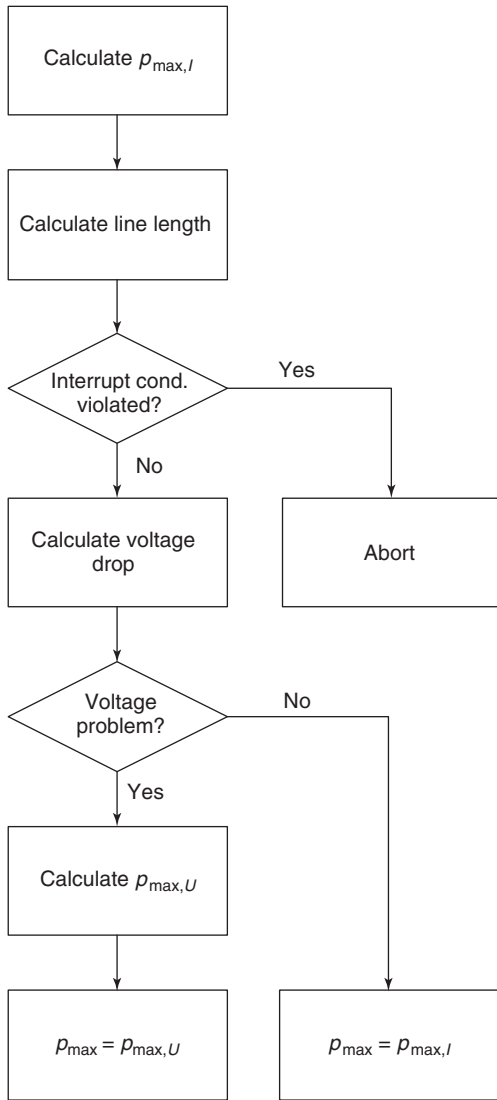 Calculate p_max,I
Calculate line length
Interrupt cond.
violated?
Yes
No
Calculate voltage
drop
Abort
Voltage
problem?
No
Yes
Calculate p_max,U
p_max = p_max,U
p_max = p_max,I